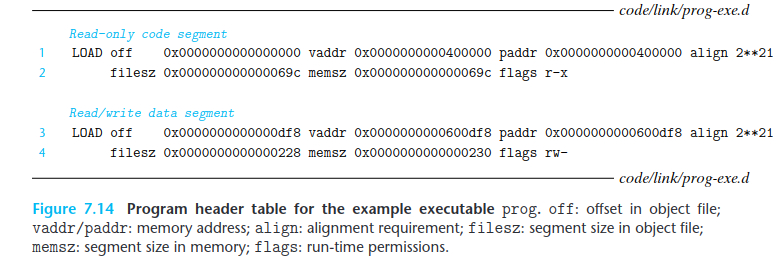 code/link/prog-exe.d
Read-only code segment
1 LOAD off 0x0000000000000000 vaddr 0x0000000000400000 paddr 0x0000000000400000 align 2**21
2 filesz 0x000000000000069c memsz 0x000000000000069c flags r-x
Read/write data segment
3 LOAD off 0x0000000000000df8 vaddr 0x0000000000600df8 paddr 0x0000000000600df8 align 2**21
4 filesz 0x0000000000000228 memsz 0x0000000000000230 flags rw-
code/link/prog-exe.d
Figure 7.14 Program header table for the example executable prog. off: offset in object file;
vaddr/paddr: memory address; align: alignment requirement; filesz: segment size in object file;
memsz: segment size in memory; flags: run-time permissions.